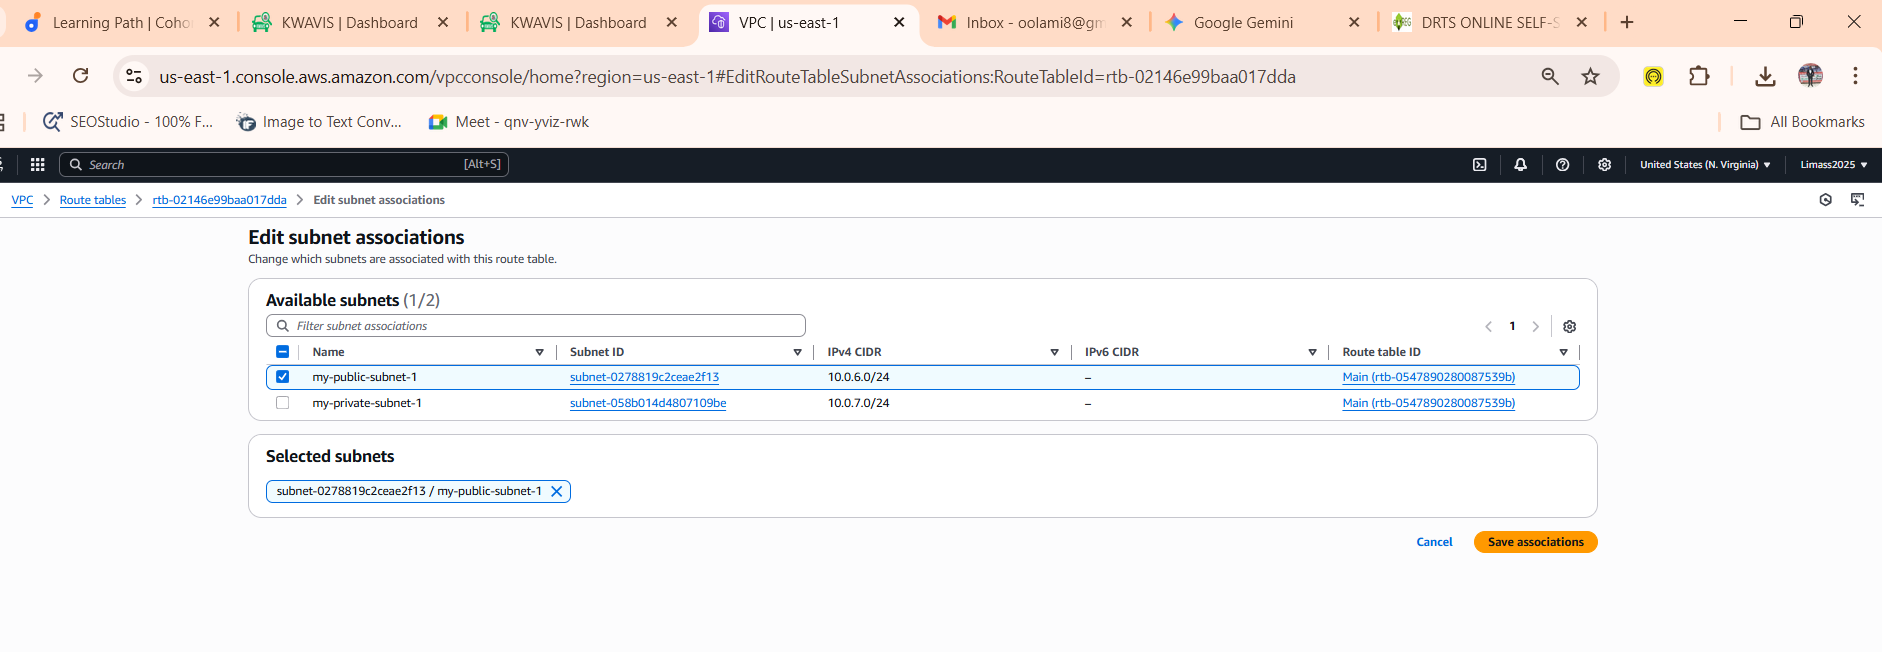 Learning Path | Coho
KWAVIS | Dashboard
KWAVIS | Dashboard
VPC | us-east-1
Inbox - oolami8@gm
Google Gemini
DRTS ONLINE SELF-S
us-east-1.console.aws.amazon.com/vpcconsole/home?region=us-east-1#EditRouteTableSubnetAssociations:RouteTableId=rtb-02146e99baa017dda
SEOStudio - 100% F...
Image to Text Conv...
Meet - qnv-yviz-rwk
All Bookmarks
Search
[Alt+S]
United States (N. Virginia)
Limass2025
VPC
Route tables
rtb-02146e99baa017dda
Edit subnet associations
Edit subnet associations
Change which subnets are associated with this route table.
Available subnets (1/2)
Filter subnet associations
1
Name Subnet ID IPv4 CIDR IPv6 CIDR Route table ID
my-public-subnet-1 subnet-0278819c2ceae2f13 10.0.6.0/24 – Main (rtb-0547890280087539b)
my-private-subnet-1 subnet-058b014d4807109be 10.0.7.0/24 – Main (rtb-0547890280087539b)
Selected subnets
subnet-0278819c2ceae2f13 / my-public-subnet-1
Cancel
Save associations